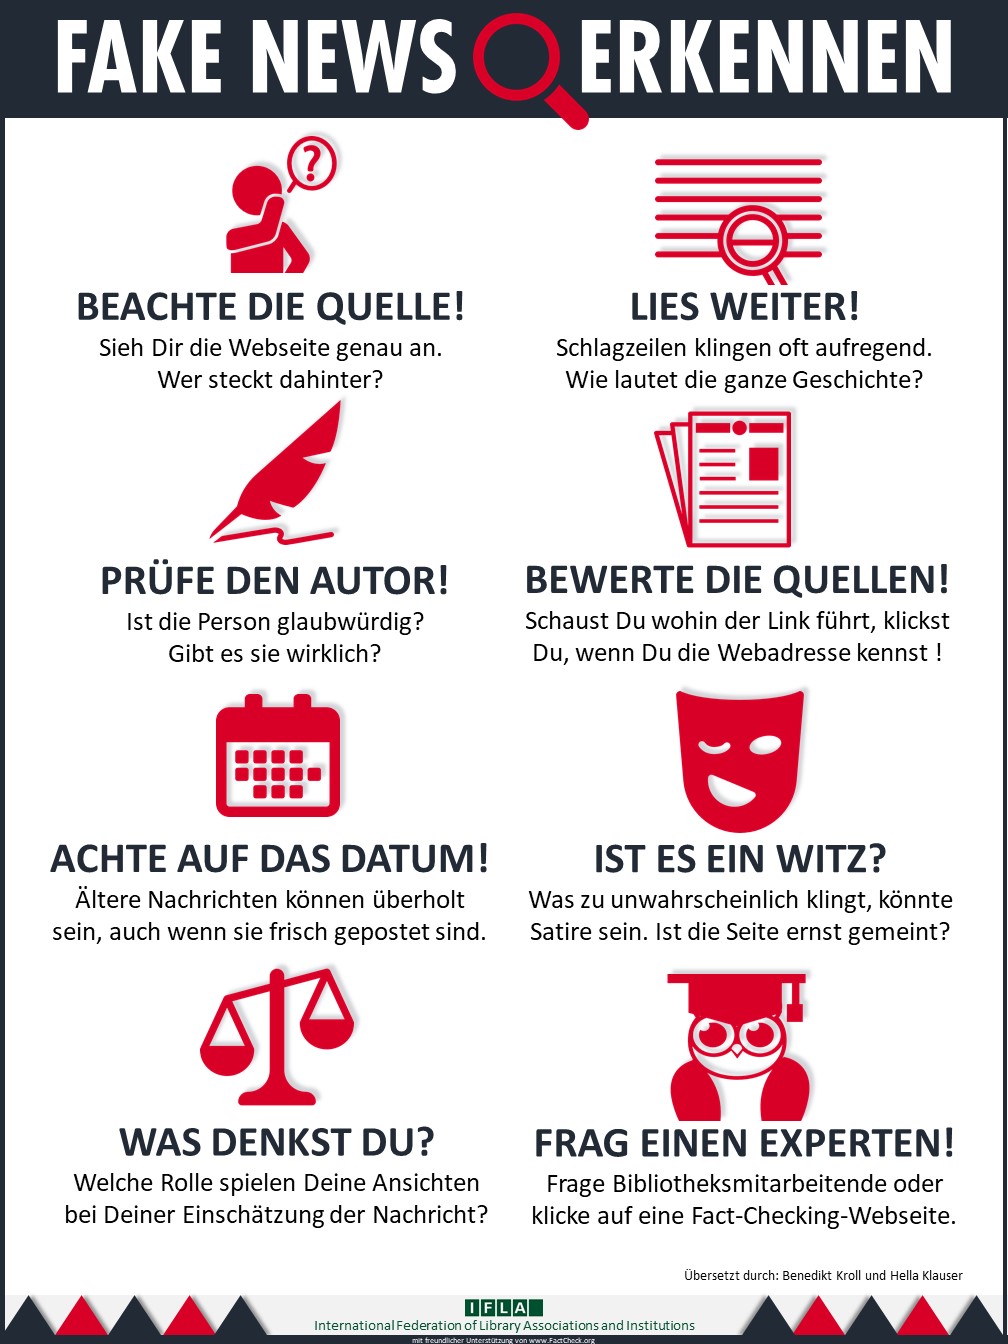 FAKE NEWS ERKENNEN
?
BEACHTE DIE QUELLE!
Sieh Dir die Webseite genau an.
Wer steckt dahinter?
LIES WEITER!
Schlagzeilen klingen oft aufregend.
Wie lautet die ganze Geschichte?
PRÜFE DEN AUTOR!
Ist die Person glaubwürdig?
Gibt es sie wirklich?
BEWERTE DIE QUELLEN!
Schaust Du wohin der Link führt, klickst
Du, wenn Du die Webadresse kennst !
ACHTE AUF DAS DATUM!
Ältere Nachrichten können überholt
sein, auch wenn sie frisch gepostet sind.
IST ES EIN WITZ?
Was zu unwahrscheinlich klingt, könnte
Satire sein. Ist die Seite ernst gemeint?
WAS DENKST DU?
Welche Rolle spielen Deine Ansichten
bei Deiner Einschätzung der Nachricht?
FRAG EINEN EXPERTEN!
Frage Bibliotheksmitarbeitende oder
klicke auf eine Fact-Checking-Webseite.
Übersetzt durch: Benedikt Kroll und Hella Klauser
IFLA
International Federation of Library Associations and Institutions
mit freundlicher Unterstützung von www.FactCheck.org